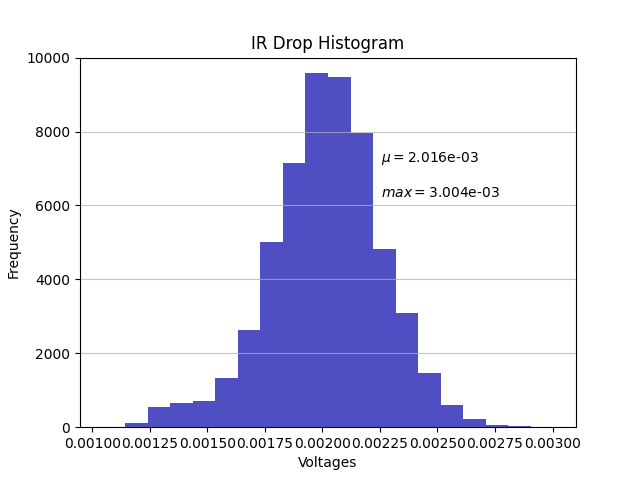 IR Drop Histogram
10000
8000
6000
4000
2000
0
Frequency
μ = 2.016e-03
max = 3.004e-03
0.00100 0.00125 0.00150 0.00175 0.00200 0.00225 0.00250 0.00275 0.00300
Voltages